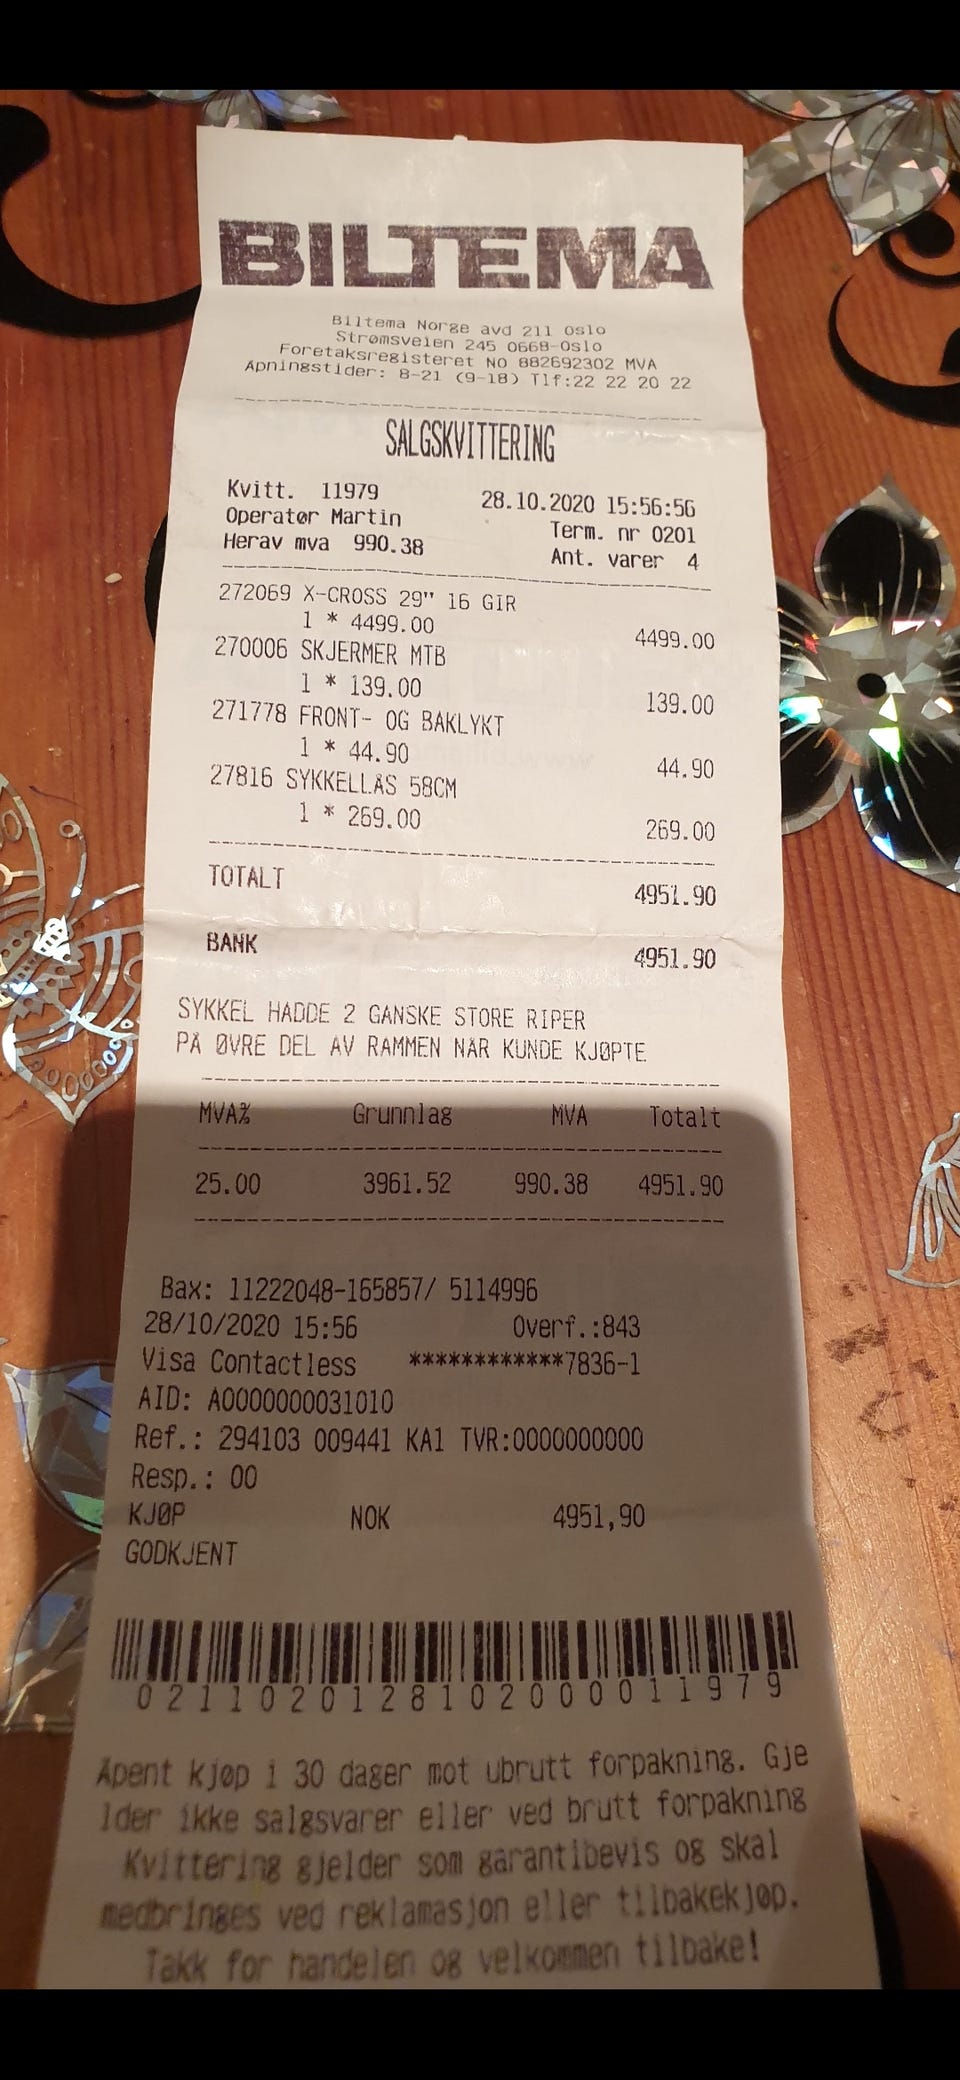 BILTEMA
Biltema Norge avd 211 Oslo
Strømsveien 245 0668-Oslo
Foretaksregisteret NO 882692302 MVA
Åpningstider: 8-21 (9-18) Tlf:22 22 20 22
SALGSKVITTERING
Kvitt. 11979 28.10.2020 15:56:56
Operatør Martin Term. nr 0201
Herav mva 990.38 Ant. varer 4
272069 X-CROSS 29" 16 GIR
1 * 4499.00 4499.00
270006 SKJERMER MTB
1 * 139.00 139.00
271778 FRONT- OG BAKLYKT
1 * 44.90 44.90
27816 SYKKELLÅS 58CM
1 * 269.00 269.00
TOTALT 4951.90
BANK 4951.90
SYKKEL HADDE 2 GANSKE STORE RIPER
PÅ ØVRE DEL AV RAMMEN NÅR KUNDE KJØPTE
MVA% Grunnlag MVA Totalt
25.00 3961.52 990.38 4951.90
Bax: 11222048-165857/ 5114996
28/10/2020 15:56 Overf.:843
Visa Contactless ************7836-1
AID: A0000000031010
Ref.: 294103 009441 KA1 TVR:0000000000
Resp.: 00
KJØP NOK 4951,90
GODKJENT
0211020128102000011979
Åpent kjøp i 30 dager mot ubrutt forpakning. Gje
lder ikke salgsvarer eller ved brutt forpakning
Kvittering gjelder som garantibevis og skal
medbringes ved reklamasjon eller tilbakekjøp.
Takk for handelen og velkommen tilbake!